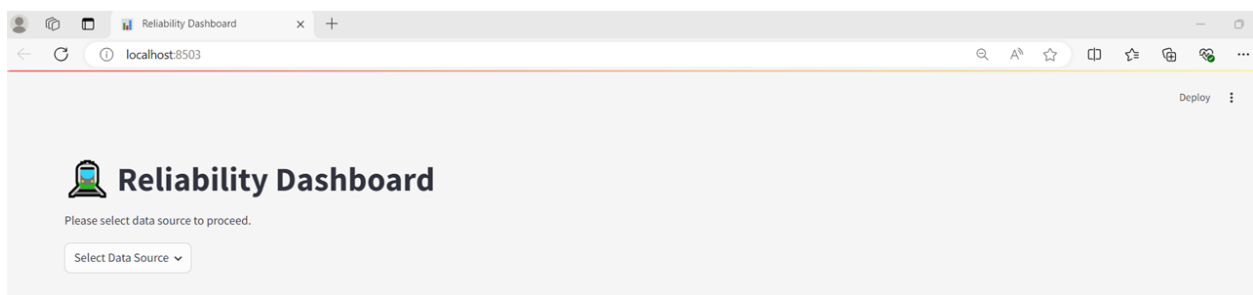 Reliability Dashboard
localhost:8503
Deploy
Reliability Dashboard
Please select data source to proceed.
Select Data Source